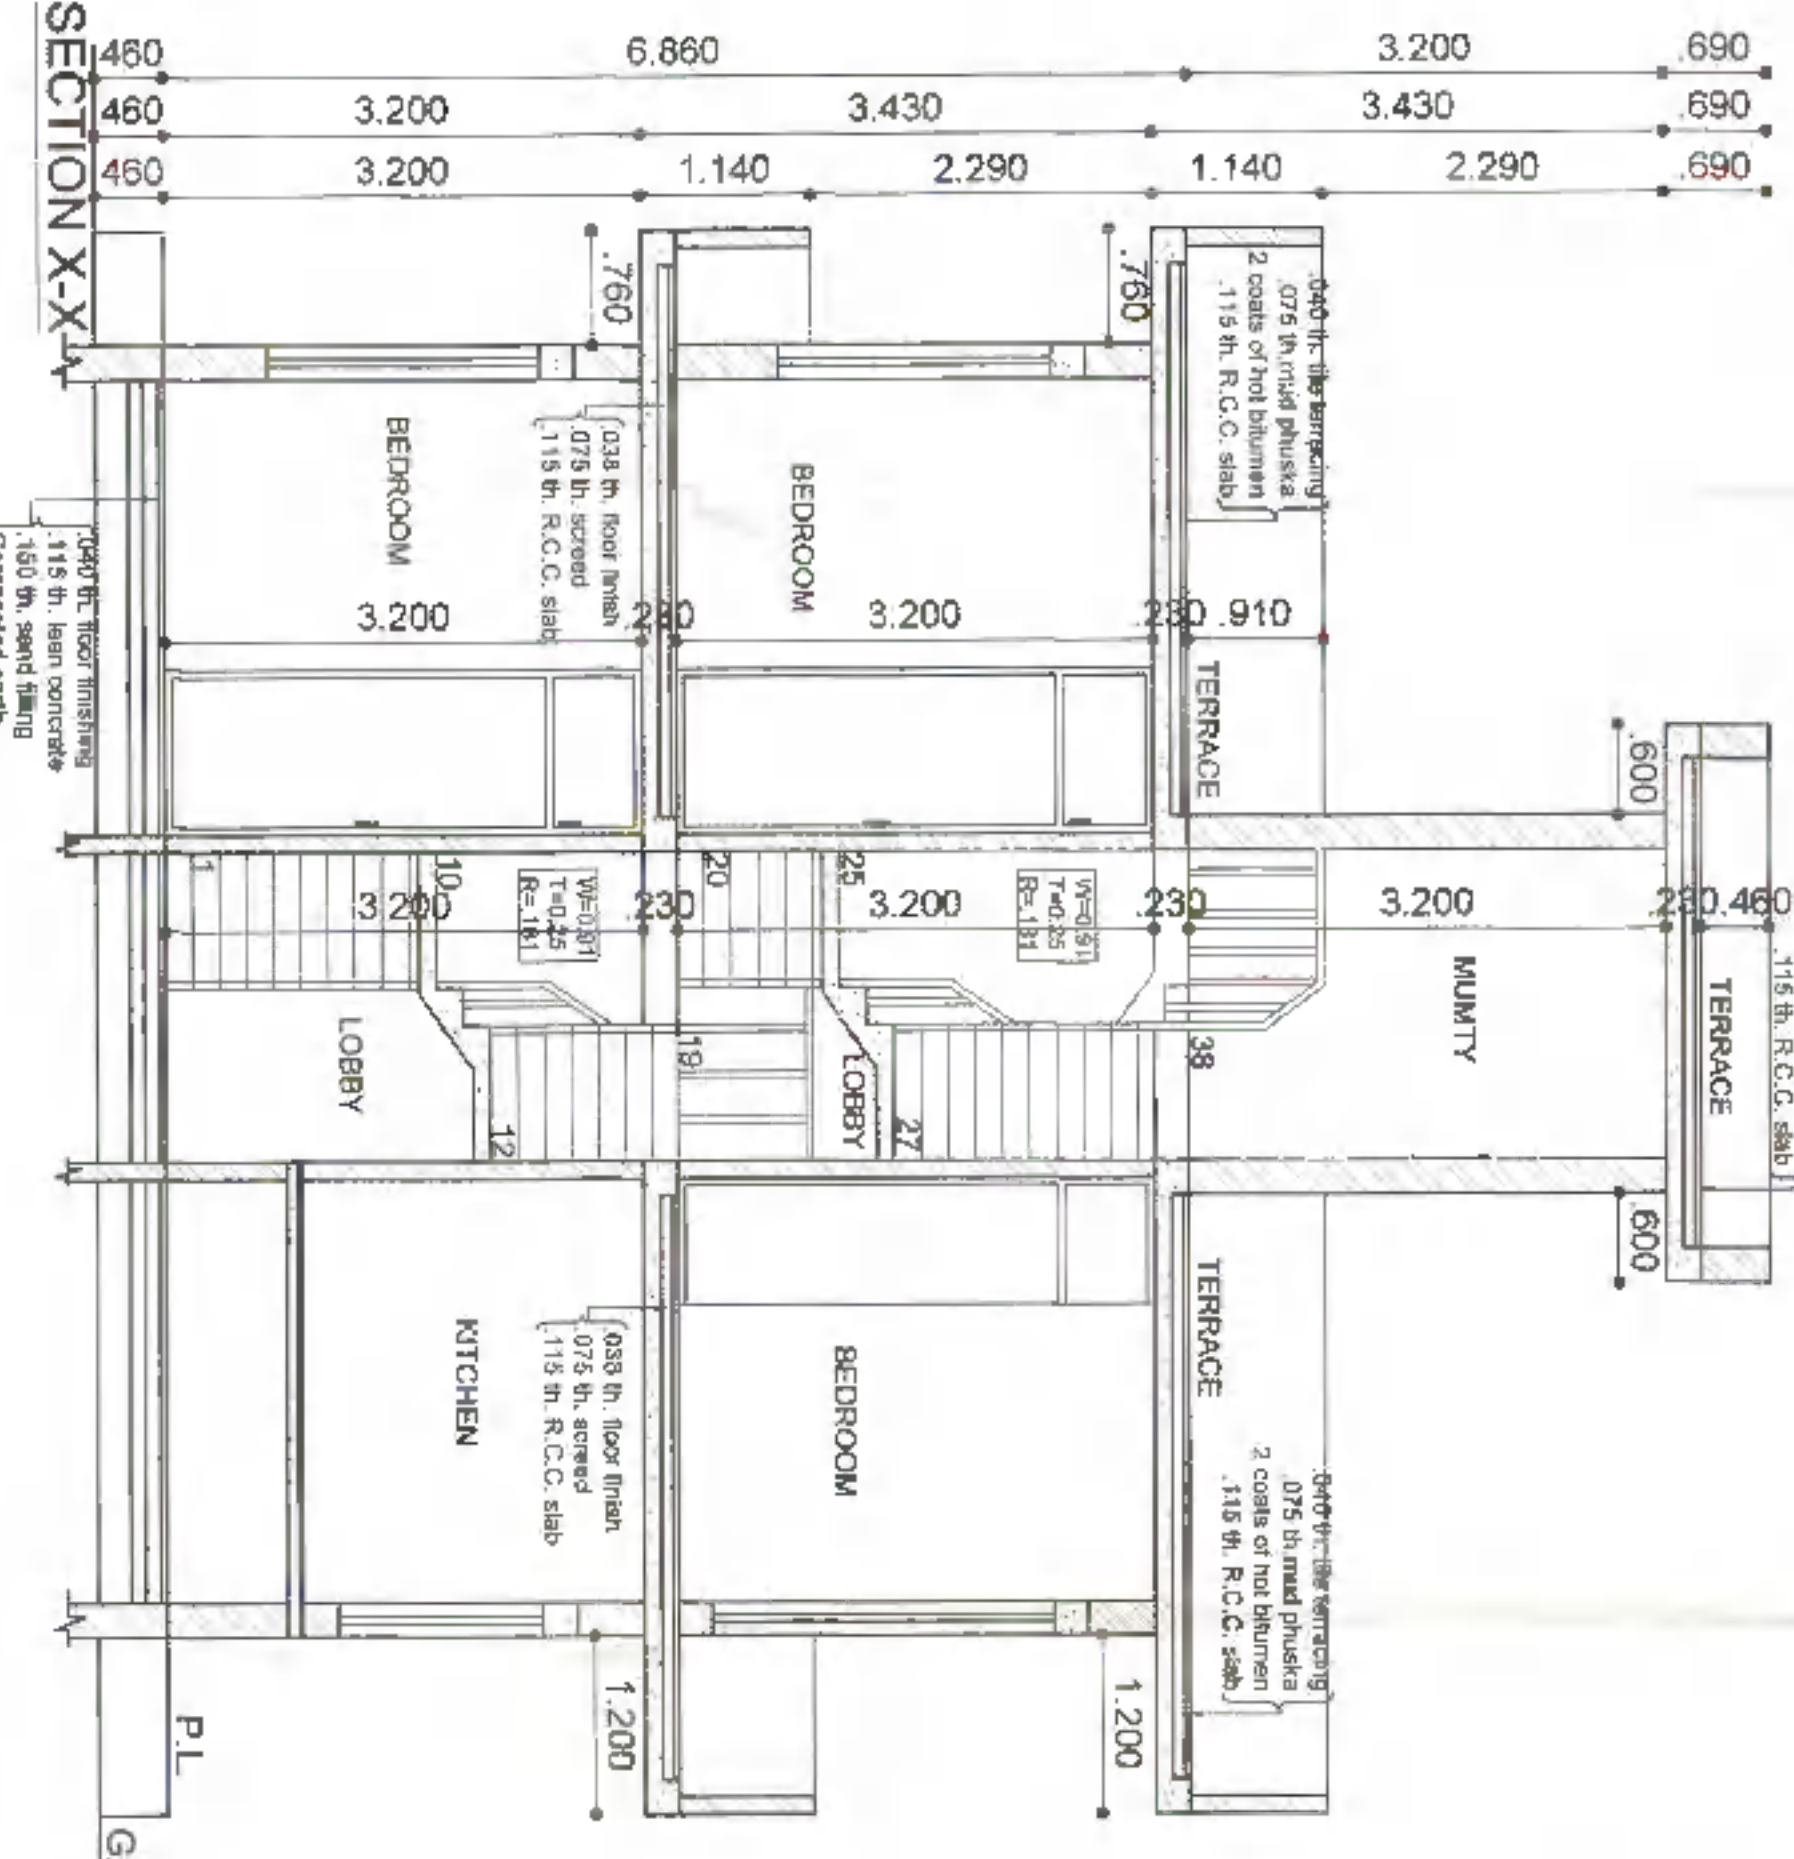 SECTION X-X
460 6.860 3.200 .690
460 3.200 3.430 3.430 .690
460 3.200 1.140 2.290 1.140 2.290 .690
.760
.760
.040 th. tile terracing
.075 th.mud phuska
2 coats of hot bitumen
.115 th. R.C.C. slab
BEDROOM
.038 th. floor finish
.075 th. screed
.115 th. R.C.C. slab
BEDROOM
3.200 .230 3.200 .230 .910
TERRACE
.600
floor finishing
.115 th. lean concrete
.150 th. sand filling
1
10
W=0.91
T=0.25
R=.181
20
25
W=0.91
T=0.25
R=.181
3.200 .230 3.200 .230 3.200 .230 .460
LOBBY
12
19
LOBBY
27
38
MUMTY
TERRACE
.115 th. R.C.C. slab
.600
KITCHEN
.038 th. floor finish
.075 th. screed
.115 th. R.C.C. slab
BEDROOM
TERRACE
.040 th. tile terracing
.075 th.mud phuska
2 coats of hot bitumen
.115 th. R.C.C. slab
1.200
1.200
P.L
G